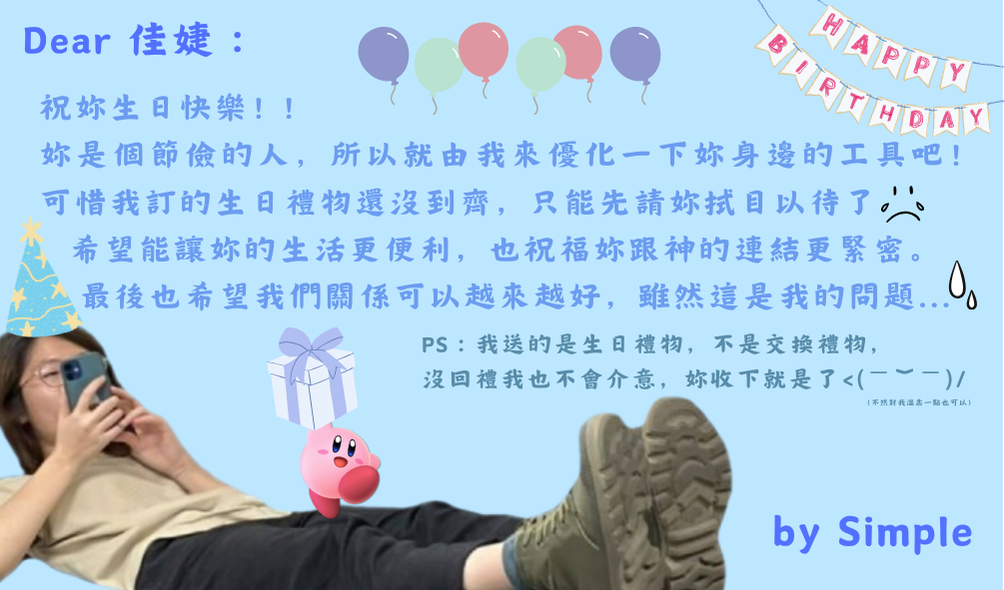 Dear 佳婕：
HAPPY
BIRTHDAY
祝妳生日快樂！！
妳是個節儉的人，所以就由我來優化一下妳身邊的工具吧！
可惜我訂的生日禮物還沒到齊，只能先請妳拭目以待了
希望能讓妳的生活更便利，也祝福妳跟神的連結更緊密。
最後也希望我們關係可以越來越好，雖然這是我的問題...
PS：我送的是生日禮物，不是交換禮物，
沒回禮我也不會介意，妳收下就是了<(￣︶￣)/
(不然對我溫柔一點也可以)
by Simple